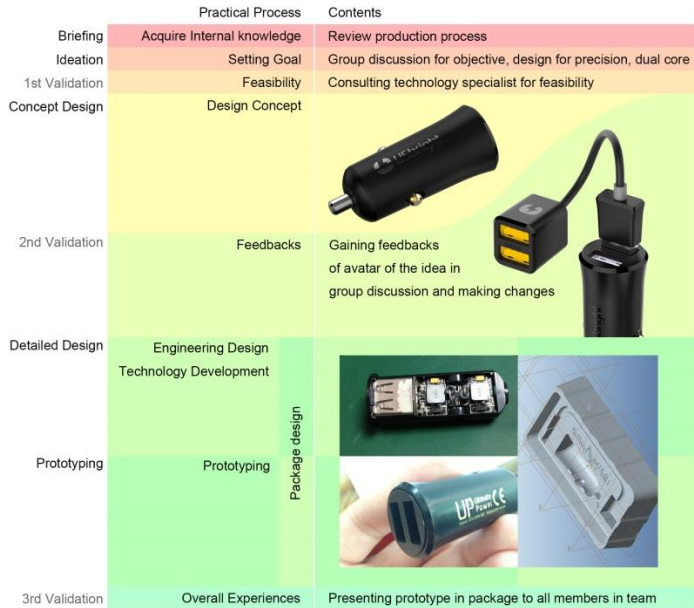 Practical Process Contents
Briefing Acquire Internal knowledge Review production process
Ideation Setting Goal Group discussion for objective, design for precision, dual core
1st Validation Feasibility Consulting technology specialist for feasibility
Concept Design Design Concept
2nd Validation Feedbacks Gaining feedbacks
of avatar of the idea in
group discussion and making changes
Detailed Design Engineering Design
Technology Development
Package design
Prototyping Prototyping
UP Ultimate Power CE
3rd Validation Overall Experiences Presenting prototype in package to all members in team